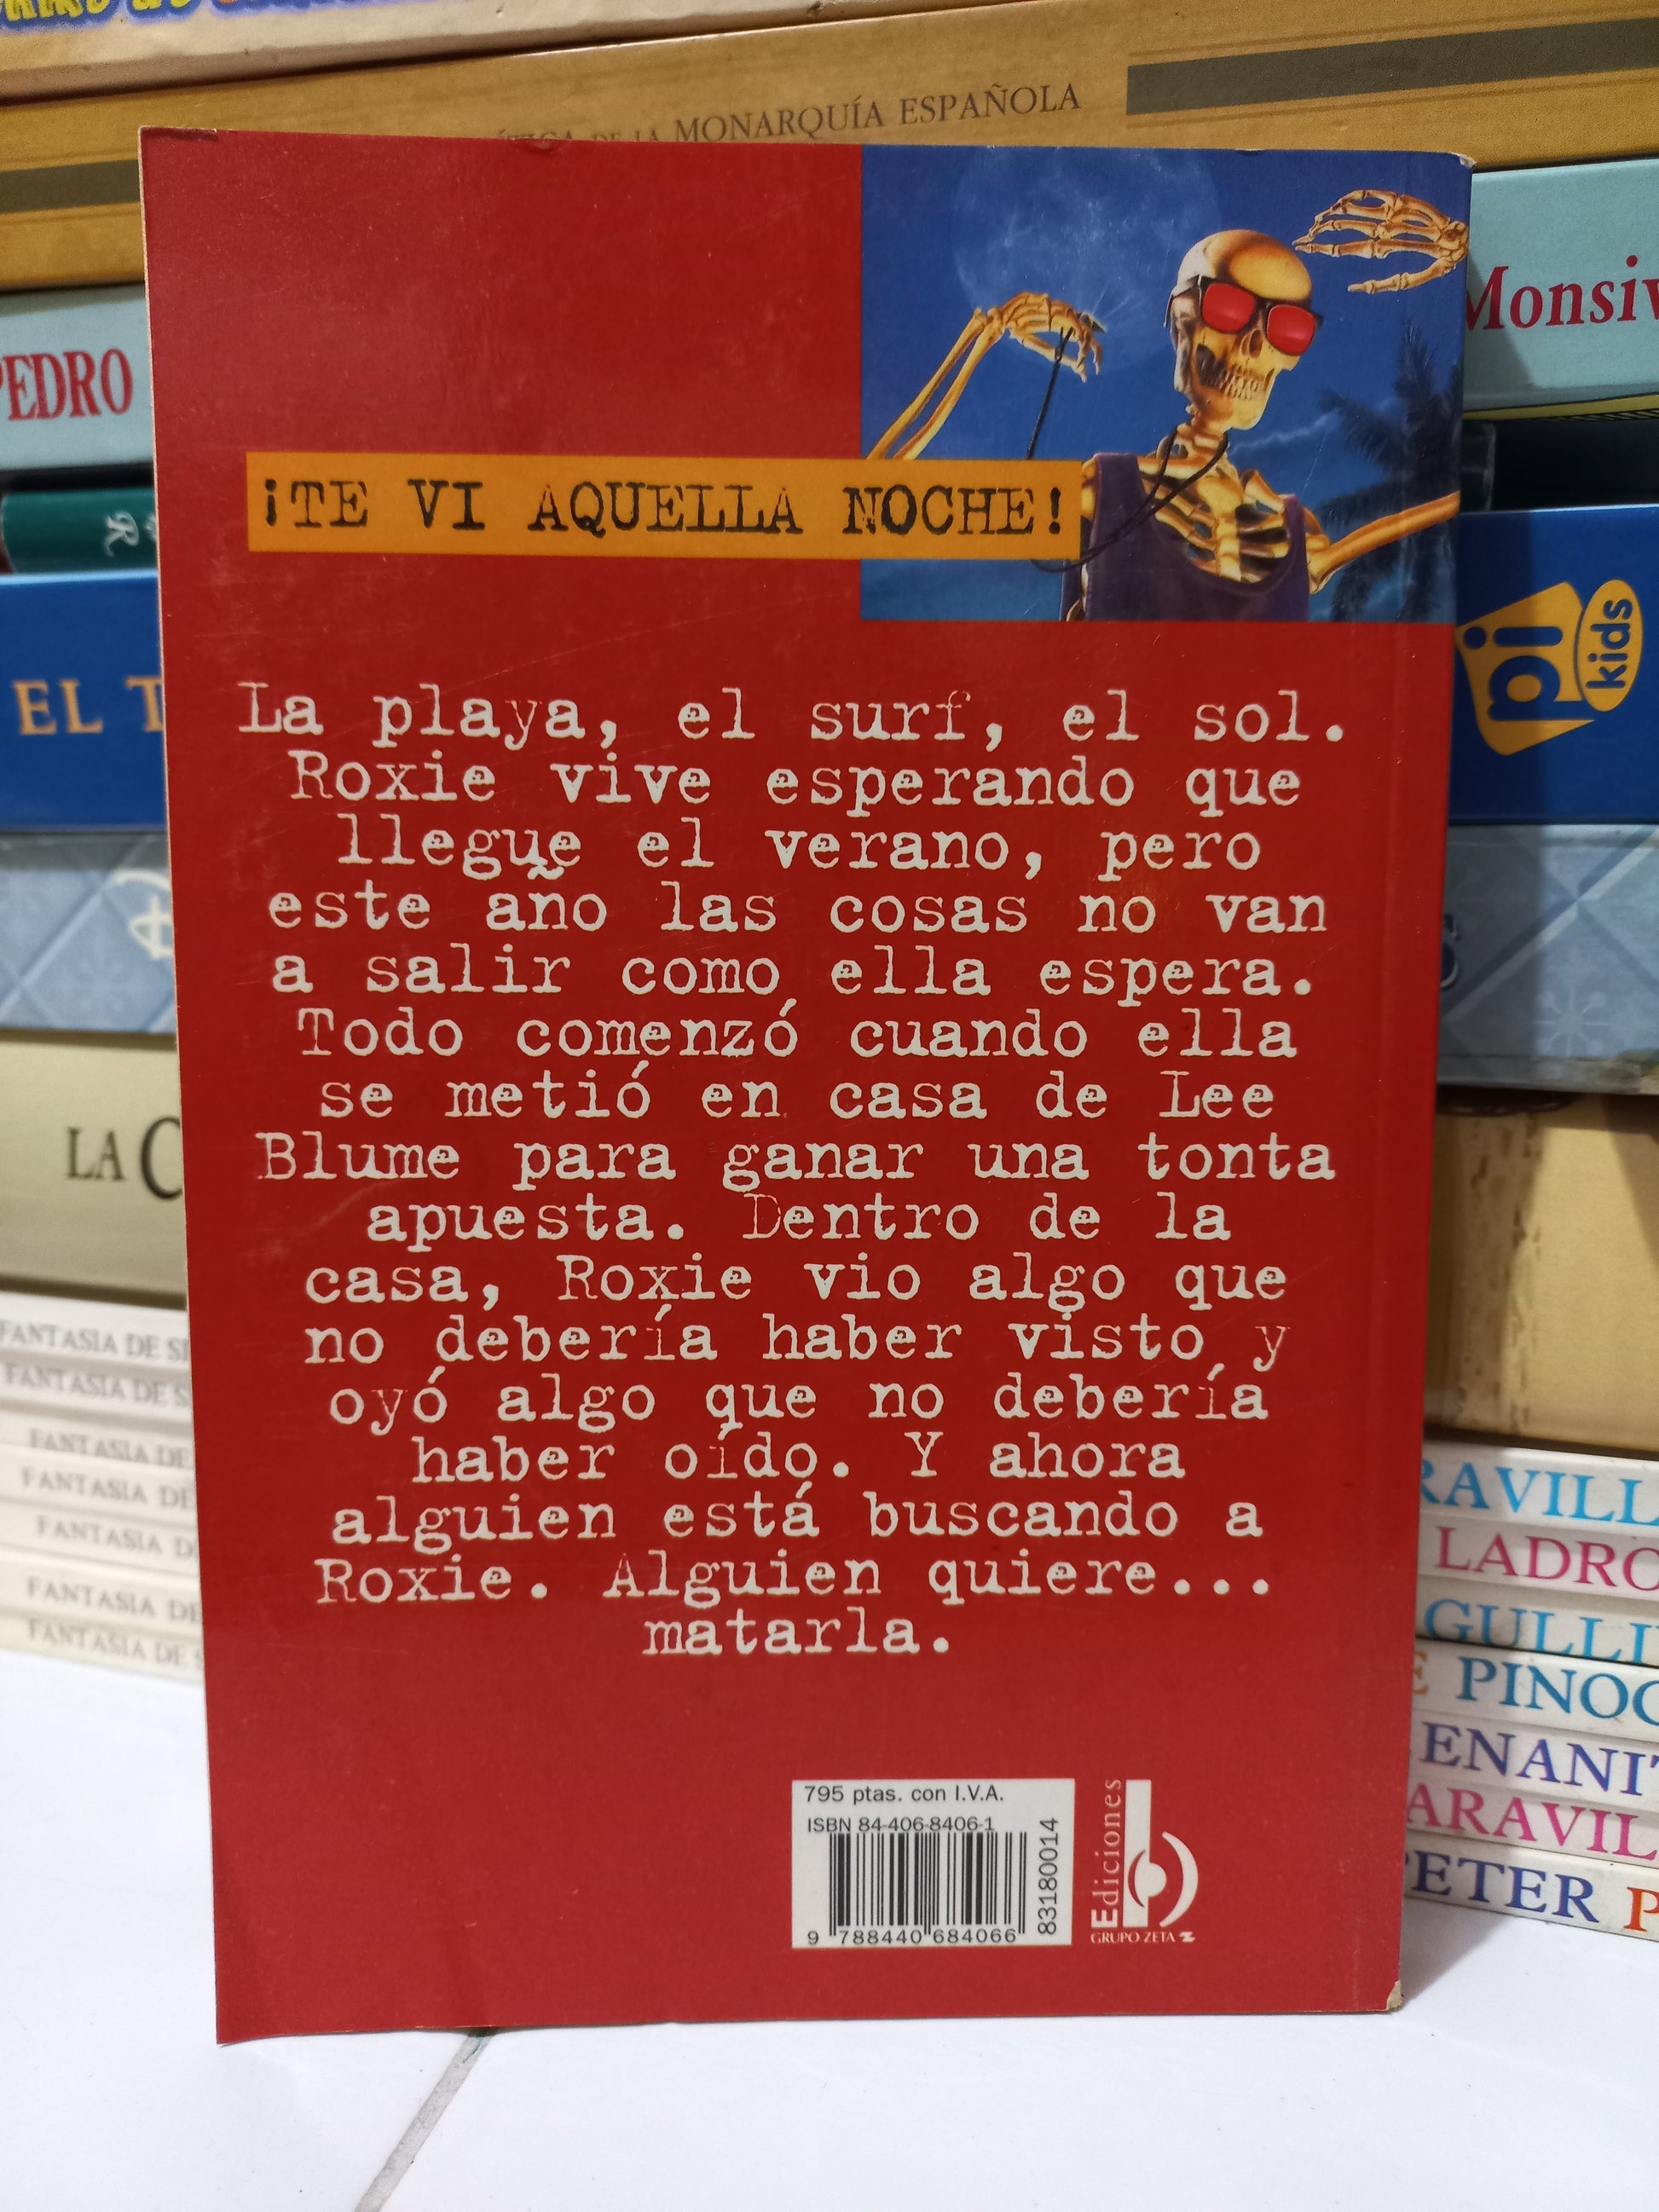 DE LA MONARQUÍA ESPAÑOLA
PEDRO
EL T
LA C
FANTASIA DE
FANTASIA DE S
FANTASIA DE
FANTASIA DE
FANTASIA D
FANTASIA DE
FANTASIA DE
¡TE VI AQUELLA NOCHE!
La playa, el surf, el sol.
Roxie vive esperando que
llegue el verano, pero
este año las cosas no van
a salir como ella espera.
Todo comenzó cuando ella
se metió en casa de Lee
Blume para ganar una tonta
apuesta. Dentro de la
casa, Roxie vio algo que
no debería haber visto y
oyó algo que no debería
haber oído. Y ahora
alguien está buscando a
Roxie. Alguien quiere...
matarla.
795 ptas. con I.V.A.
ISBN 84-406-8406-1
9 788440 684066
83180014
Ediciones b
GRUPO ZETA
pi kids
LADRO
PINOC
ENANI
PETER P